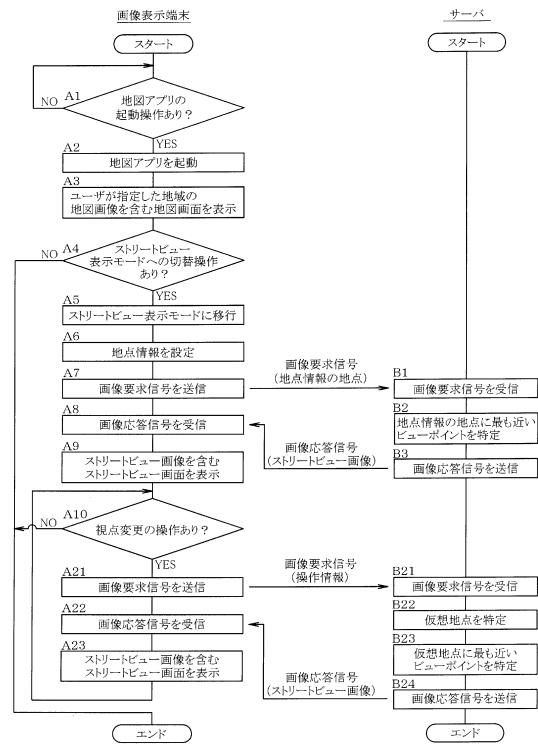 画像表示端末
スタート
A1
地図アプリの
起動操作あり?
NO
YES
A2
地図アプリを起動
A3
ユーザが指定した地域の
地図画像を含む地図画面を表示
A4
ストリートビュー
表示モードへの切替操作
あり?
NO
YES
A5
ストリートビュー表示モードに移行
A6
地点情報を設定
A7
画像要求信号を送信
A8
画像応答信号を受信
A9
ストリートビュー画像を含む
ストリートビュー画面を表示
A10
視点変更の操作あり?
NO
YES
A21
画像要求信号を送信
A22
画像応答信号を受信
A23
ストリートビュー画像を含む
ストリートビュー画面を表示
エンド
画像要求信号
(地点情報の地点)
画像応答信号
(ストリートビュー画像)
画像要求信号
(操作情報)
画像応答信号
(ストリートビュー画像)
サーバ
スタート
B1
画像要求信号を受信
B2
地点情報の地点に最も近い
ビューポイントを特定
B3
画像応答信号を送信
B21
画像要求信号を受信
B22
仮想地点を特定
B23
仮想地点に最も近い
ビューポイントを特定
B24
画像応答信号を送信
エンド